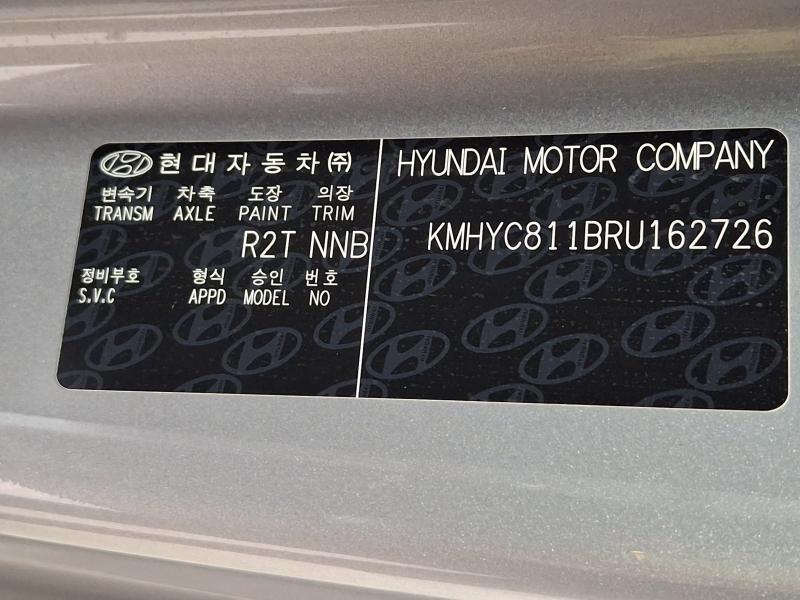 현대자동차㈜
변속기 차축 도장 의장
TRANSM AXLE PAINT TRIM
R2T NNB
정비부호 형식 승인 번호
S.V.C APPD MODEL NO
HYUNDAI MOTOR COMPANY
KMHYC811BRU162726